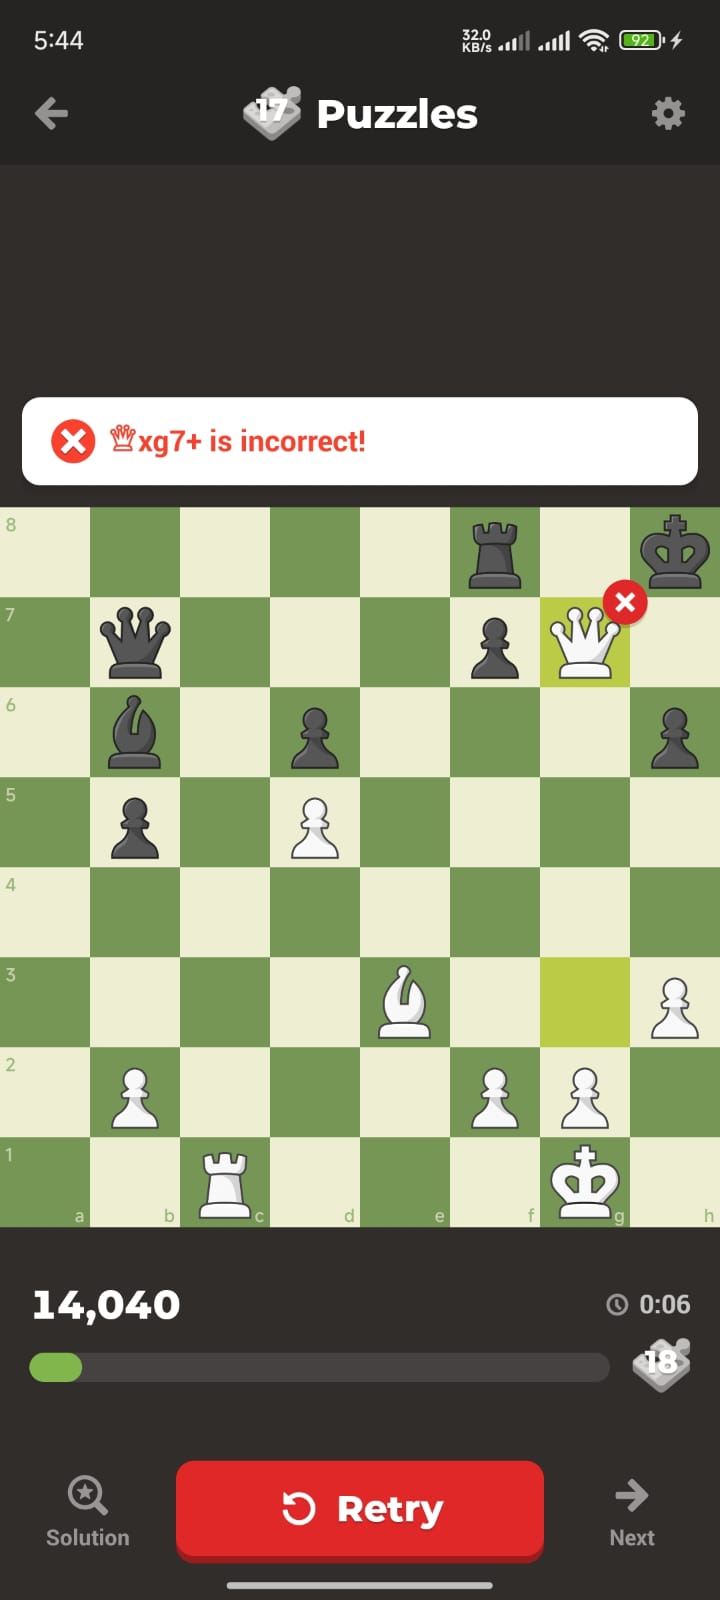 5:44
32.0
KB/s
92
17 Puzzles
♕xg7+ is incorrect!
8
7
6
5
4
3
2
1
a b c d e f g h
14,040
0:06
18
Solution
Retry
Next